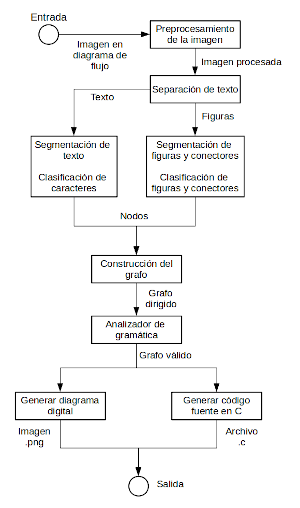 Entrada
Imagen en
diagrama de
flujo
Preprocesamiento
de la imagen
Imagen procesada
Separación de texto
Texto
Figuras
Segmentación de
texto
Clasificación de
caracteres
Segmentación de
figuras y conectores
Clasificación de
figuras y conectores
Nodos
Construcción del
grafo
Grafo
dirigido
Analizador de
gramática
Grafo válido
Generar diagrama
digital
Generar código
fuente en C
Imagen
.png
Archivo
.c
Salida